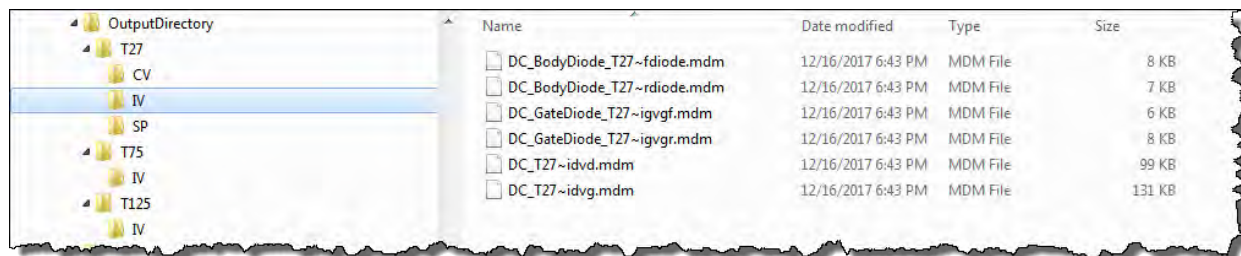 OutputDirectory
T27
CV
IV
SP
T75
IV
T125
IV
Name Date modified Type Size
DC_BodyDiode_T27~fdiode.mdm 12/16/2017 6:43 PM MDM File 8 KB
DC_BodyDiode_T27~rdiode.mdm 12/16/2017 6:43 PM MDM File 7 KB
DC_GateDiode_T27~igvgf.mdm 12/16/2017 6:43 PM MDM File 6 KB
DC_GateDiode_T27~igvgr.mdm 12/16/2017 6:43 PM MDM File 8 KB
DC_T27~idvd.mdm 12/16/2017 6:43 PM MDM File 99 KB
DC_T27~idvg.mdm 12/16/2017 6:43 PM MDM File 131 KB